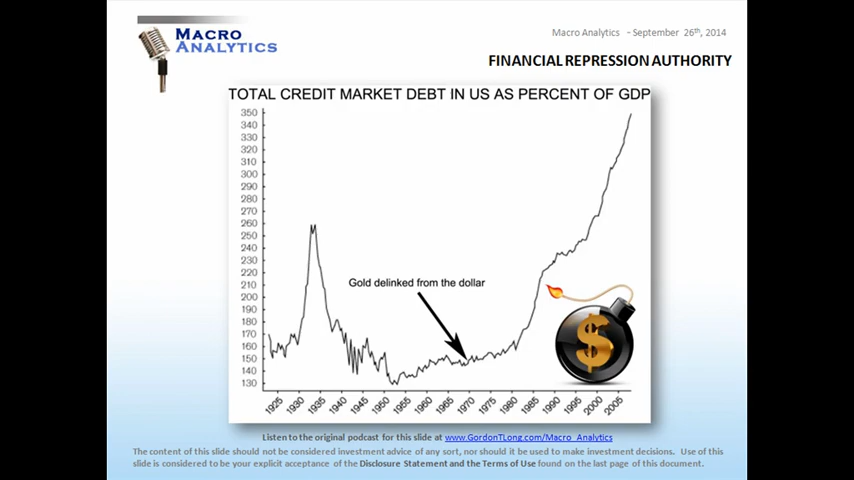 MACRO
ANALYTICS
Macro Analytics - September 26th, 2014
FINANCIAL REPRESSION AUTHORITY
TOTAL CREDIT MARKET DEBT IN US AS PERCENT OF GDP
350
340
330
320
310
300
290
280
270
260
250
240
230
220
210
200
190
180
170
160
150
140
130
Gold delinked from the dollar
$
1925 1930 1935 1940 1945 1950 1955 1960 1965 1970 1975 1980 1985 1990 1995 2000 2005
Listen to the original podcast for this slide at www.GordonTLong.com/Macro_Analytics
The content of this slide should not be considered investment advice of any sort, nor should it be used to make investment decisions. Use of this
slide is considered to be your explicit acceptance of the Disclosure Statement and the Terms of Use found on the last page of this document.